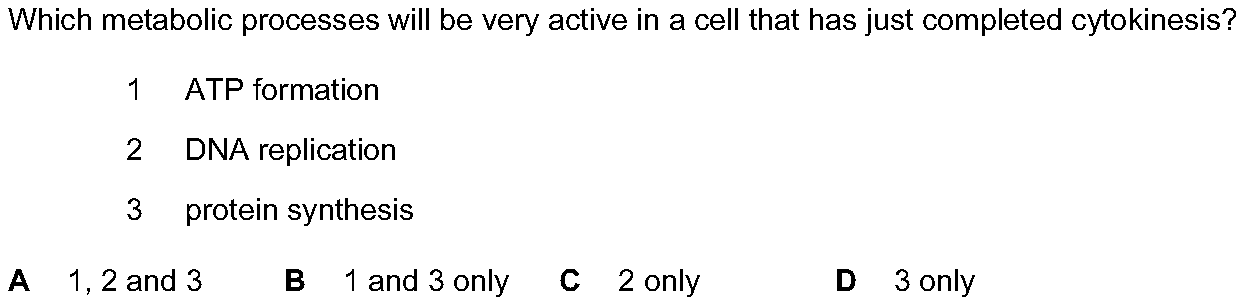 Which metabolic processes will be very active in a cell that has just completed cytokinesis?
1 ATP formation
2 DNA replication
3 protein synthesis
A 1, 2 and 3 B 1 and 3 only C 2 only D 3 only